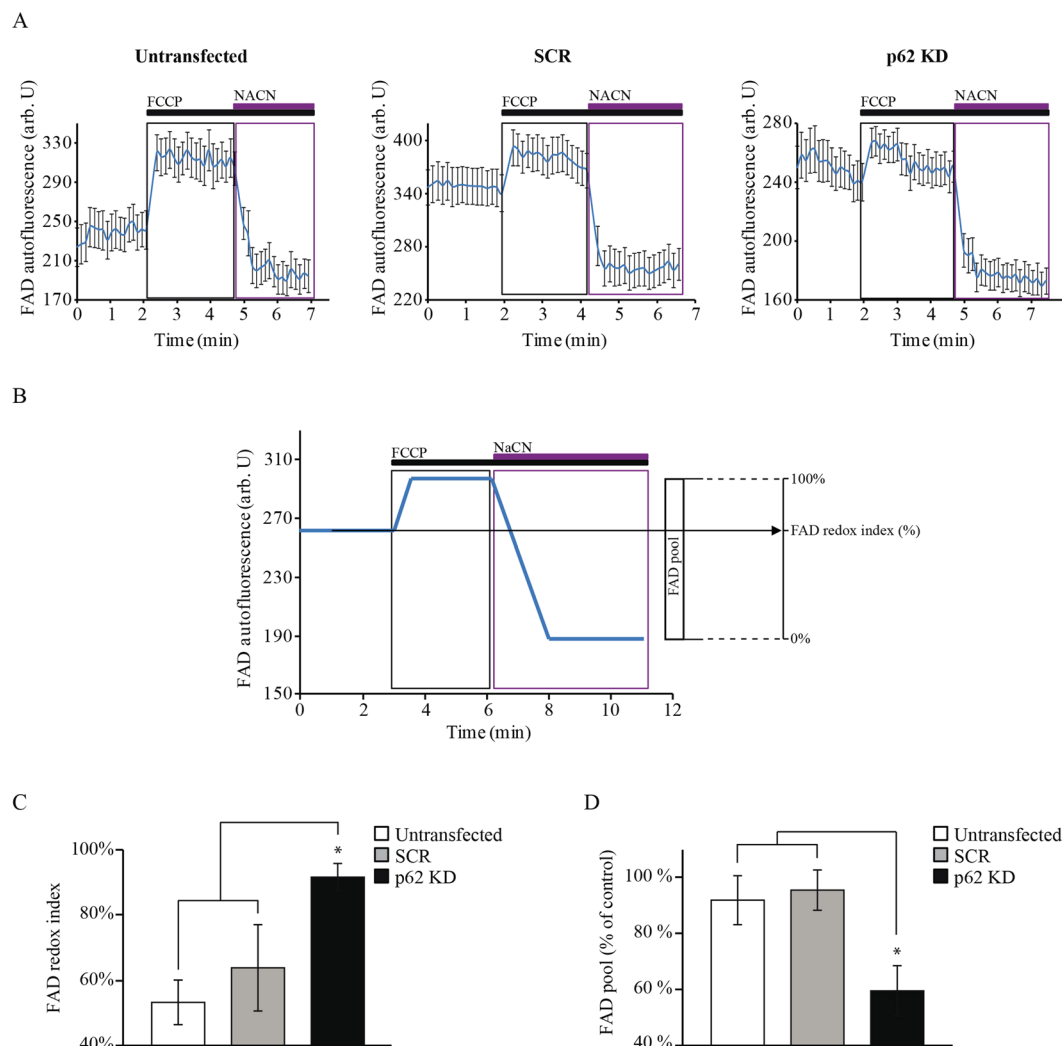 A
Untransfected
SCR
p62 KD
FCCP
NACN
FAD autofluorescence (arb. U)
330
290
250
210
170
0 1 2 3 4 5 6 7
Time (min)
FCCP
NACN
FAD autofluorescence (arb. U)
400
340
280
220
0 1 2 3 4 5 6 7
Time (min)
FCCP
NACN
FAD autofluorescence (arb. U)
280
240
200
160
0 1 2 3 4 5 6 7
Time (min)
B
FCCP
NaCN
FAD autofluorescence (arb. U)
310
270
230
190
150
0 2 4 6 8 10 12
Time (min)
FAD pool
100%
FAD redox index (%)
0%
C
FAD redox index
100%
80%
60%
40%
*
Untransfected
SCR
p62 KD
D
FAD pool (% of control)
100 %
80 %
60 %
40 %
*
Untransfected
SCR
p62 KD